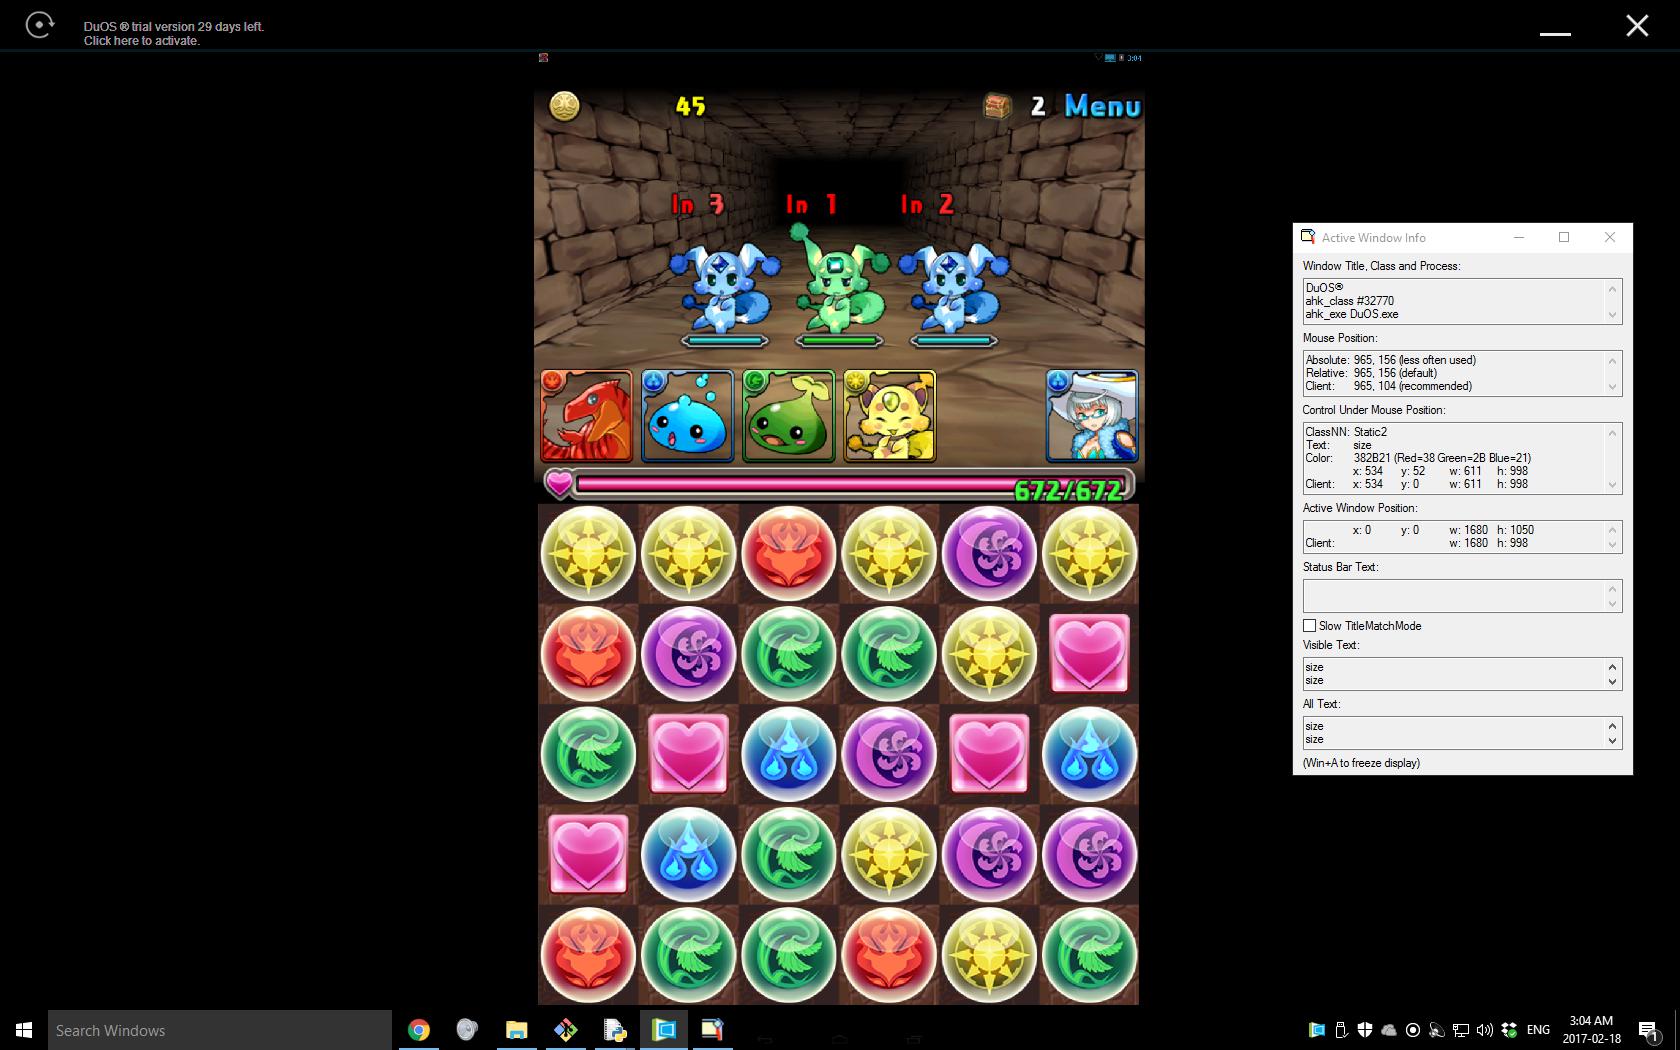 DuOS ® trial version 29 days left.
Click here to activate.
3:04
45
2 Menu
In 3
In 1
In 2
672/672
Active Window Info
Window Title, Class and Process:
DuOS®
ahk_class #32770
ahk_exe DuOS.exe
Mouse Position:
Absolute: 965, 156 (less often used)
Relative: 965, 156 (default)
Client: 965, 104 (recommended)
Control Under Mouse Position:
ClassNN: Static2
Text: size
Color: 382B21 (Red=38 Green=2B Blue=21)
x: 534 y: 52 w: 611 h: 998
Client: x: 534 y: 0 w: 611 h: 998
Active Window Position:
x: 0 y: 0 w: 1680 h: 1050
Client: w: 1680 h: 998
Status Bar Text:
Slow TitleMatchMode
Visible Text:
size
size
All Text:
size
size
(Win+A to freeze display)
Search Windows
ENG
3:04 AM
2017-02-18
1